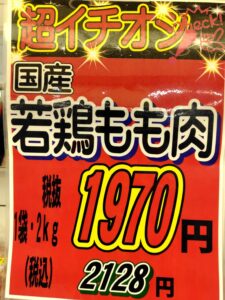 超イチオシ
国産
若鶏もも肉
税抜
1袋・2kg
1970円
(税込)
2128円